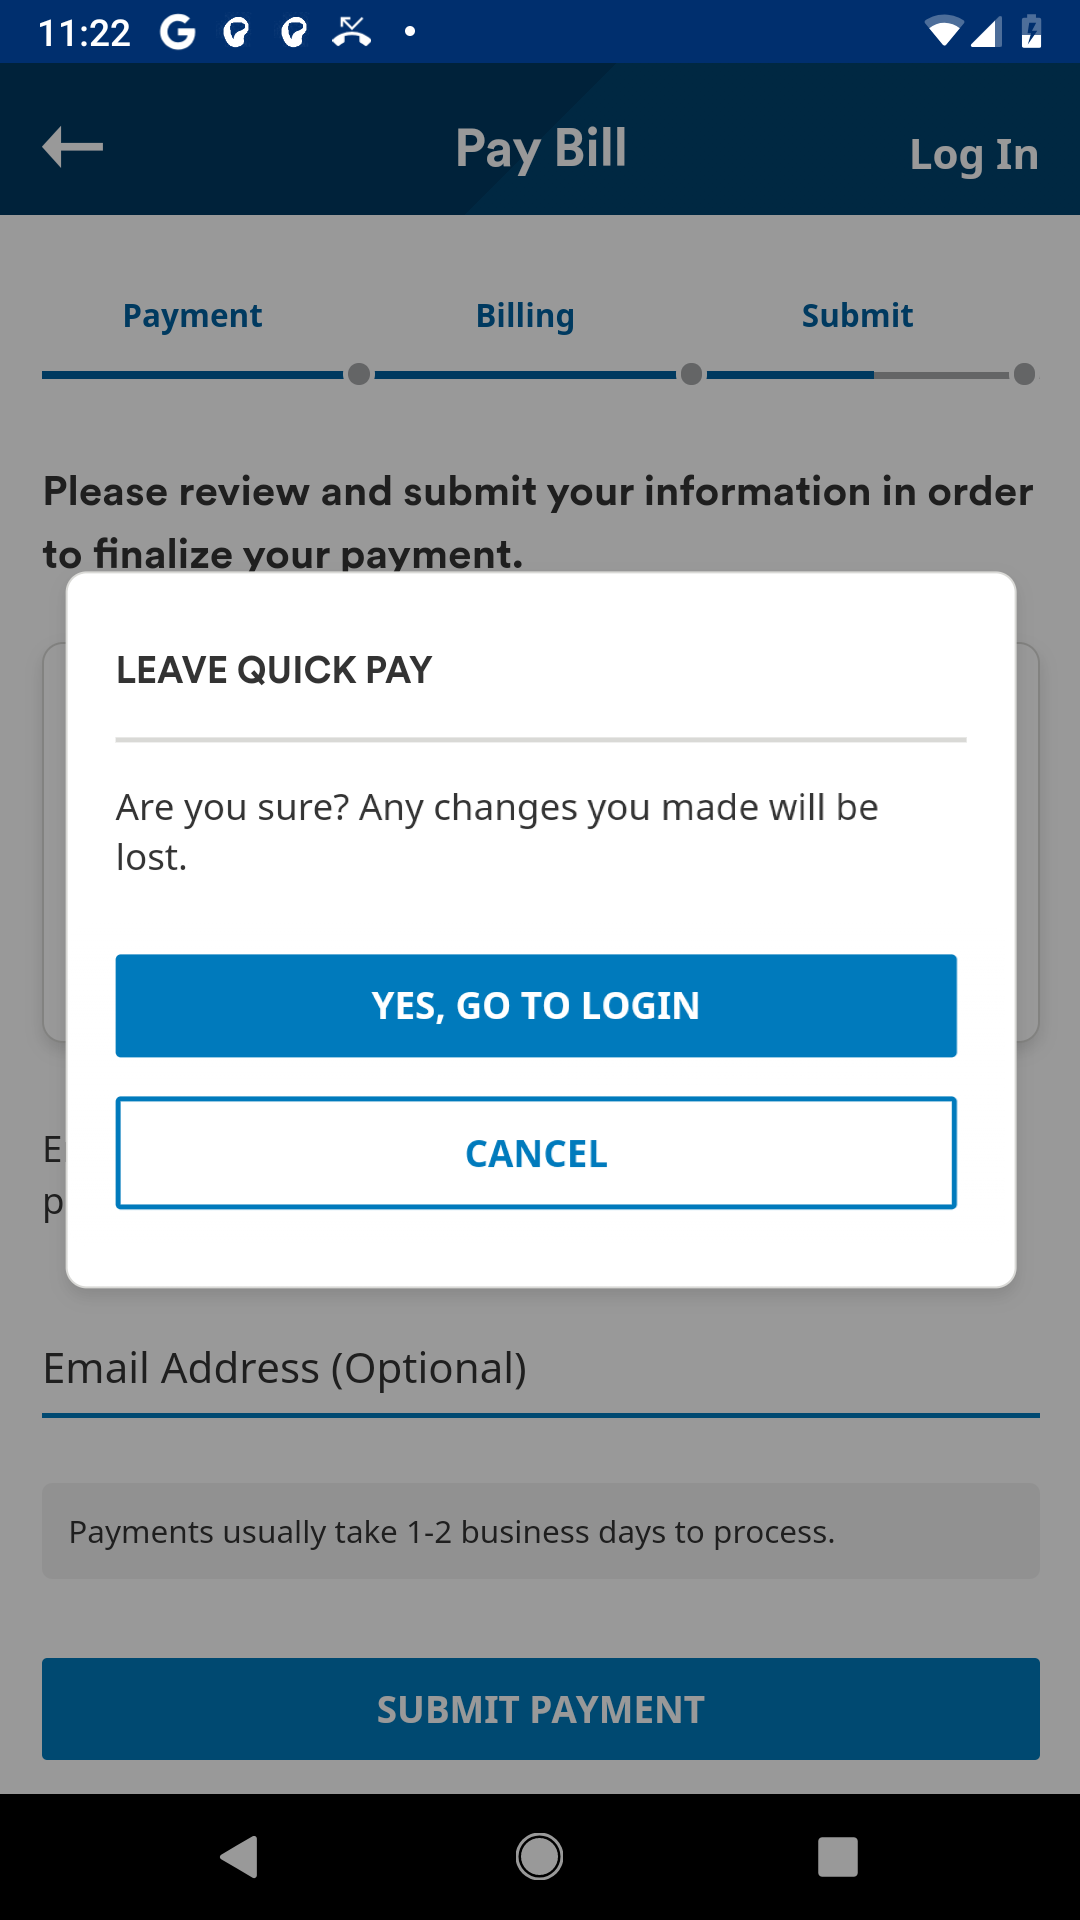 11:22
Pay Bill
Log In
Payment
Billing
Submit
Please review and submit your information in order
to finalize your payment.
LEAVE QUICK PAY
Are you sure? Any changes you made will be
lost.
YES, GO TO LOGIN
CANCEL
E
p
Email Address (Optional)
Payments usually take 1-2 business days to process.
SUBMIT PAYMENT